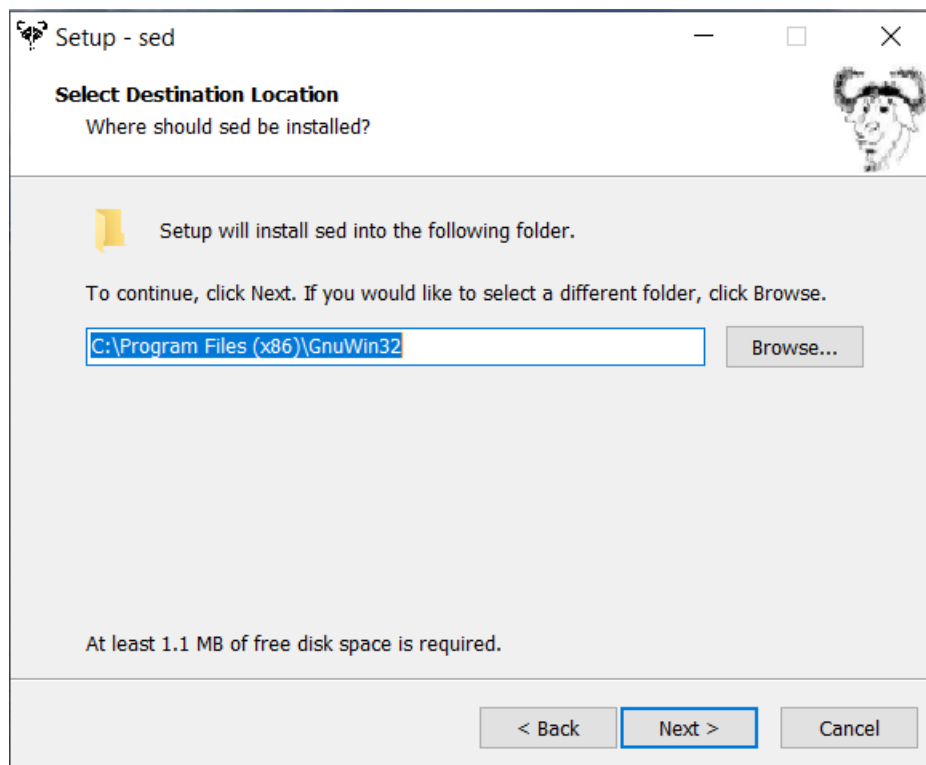 Setup - sed
Select Destination Location
Where should sed be installed?
Setup will install sed into the following folder.
To continue, click Next. If you would like to select a different folder, click Browse.
C:\Program Files (x86)\GnuWin32
Browse...
At least 1.1 MB of free disk space is required.
< Back
Next >
Cancel